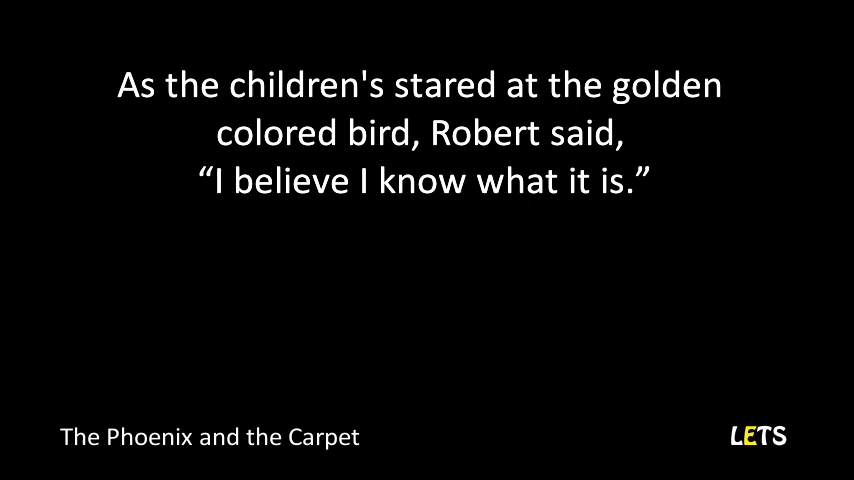 As the children's stared at the golden
colored bird, Robert said,
“I believe I know what it is.”
The Phoenix and the Carpet
LETS